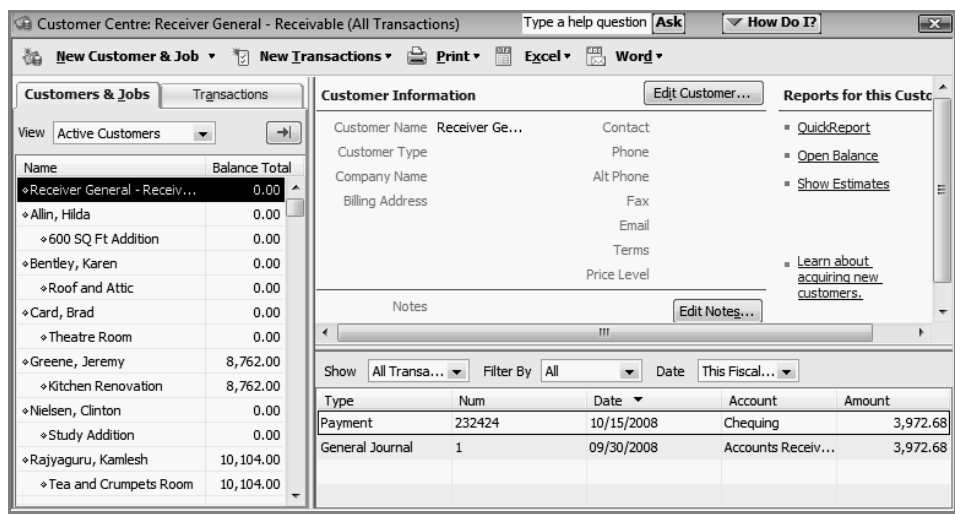 Customer Centre: Receiver General - Receivable (All Transactions)
Type a help question Ask
How Do I?
New Customer & Job
New Transactions
Print
Excel
Word
Customers & Jobs
Transactions
View Active Customers
Name Balance Total
Receiver General - Receiv... 0.00
Allin, Hilda 0.00
600 SQ Ft Addition 0.00
Bentley, Karen 0.00
Roof and Attic 0.00
Card, Brad 0.00
Theatre Room 0.00
Greene, Jeremy 8,762.00
Kitchen Renovation 8,762.00
Nielsen, Clinton 0.00
Study Addition 0.00
Rajyaguru, Kamlesh 10,104.00
Tea and Crumpets Room 10,104.00
Customer Information
Edit Customer...
Customer Name Receiver Ge...
Customer Type
Company Name
Billing Address
Contact
Phone
Alt Phone
Fax
Email
Terms
Price Level
Notes
Edit Notes...
Reports for this Custo
QuickReport
Open Balance
Show Estimates
Learn about
acquiring new
customers.
Show All Transa... Filter By All Date This Fiscal...
Type Num Date Account Amount
Payment 232424 10/15/2008 Chequing 3,972.68
General Journal 1 09/30/2008 Accounts Receiv... 3,972.68